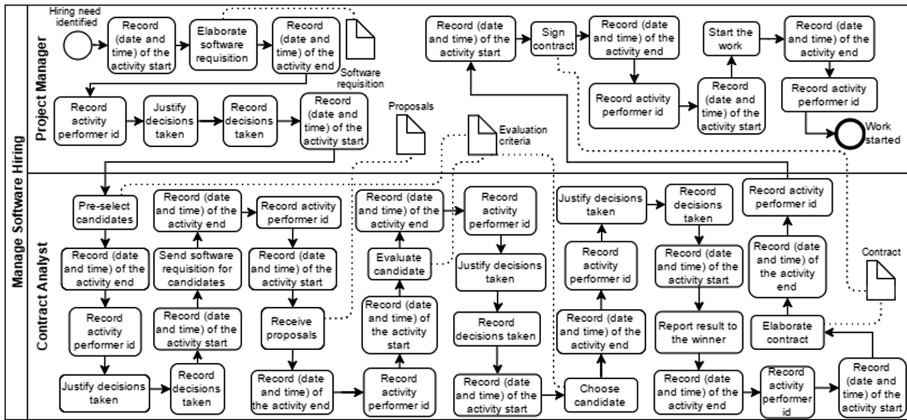 Manage Software Hiring
Project Manager
Hiring need
identified
Record (date
and time) of the
activity start
Elaborate
software
requisition
Record (date
and time) of the
activity end
Software
requisition
Record
activity
performer id
Justify
decisions
taken
Record
decisions
taken
Record (date
and time) of the
activity start
Proposals
Evaluation
criteria
Record (date
and time) of the
activity start
Sign
contract
Record (date
and time) of the
activity end
Record activity
performer id
Record (date
and time) of the
activity start
Start the
work
Record (date
and time) of the
activity end
Record activity
performer id
Work
started
Contract Analyst
Pre-select
candidates
Record (date
and time) of the
activity end
Record
activity
performer id
Justify decisions
taken
Record
decisions
taken
Record (date
and time) of the
activity start
Send software
requisition for
candidates
Record (date
and time) of the
activity end
Record activity
performer id
Record (date
and time) of the
activity start
Receive
proposals
Record (date
and time) of
the activity end
Record
activity
performer id
Record (date
and time) of
the activity
start
Evaluate
candidate
Record (date
and time) of the
activity end
Record
activity
performer id
Justify decisions
taken
Record
decisions taken
Record (date
and time) of the
activity start
Choose
candidate
Record (date
and time) of the
activity end
Record
activity
performer id
Justify decisions
taken
Record
decisions
taken
Record (date
and time) of the
activity start
Report result to
the winner
Record (date
and time) of the
activity end
Record
activity
performer id
Record
(date and
time) of the
activity start
Elaborate
contract
Record (date
and time) of
the activity
end
Record activity
performer id
Contract